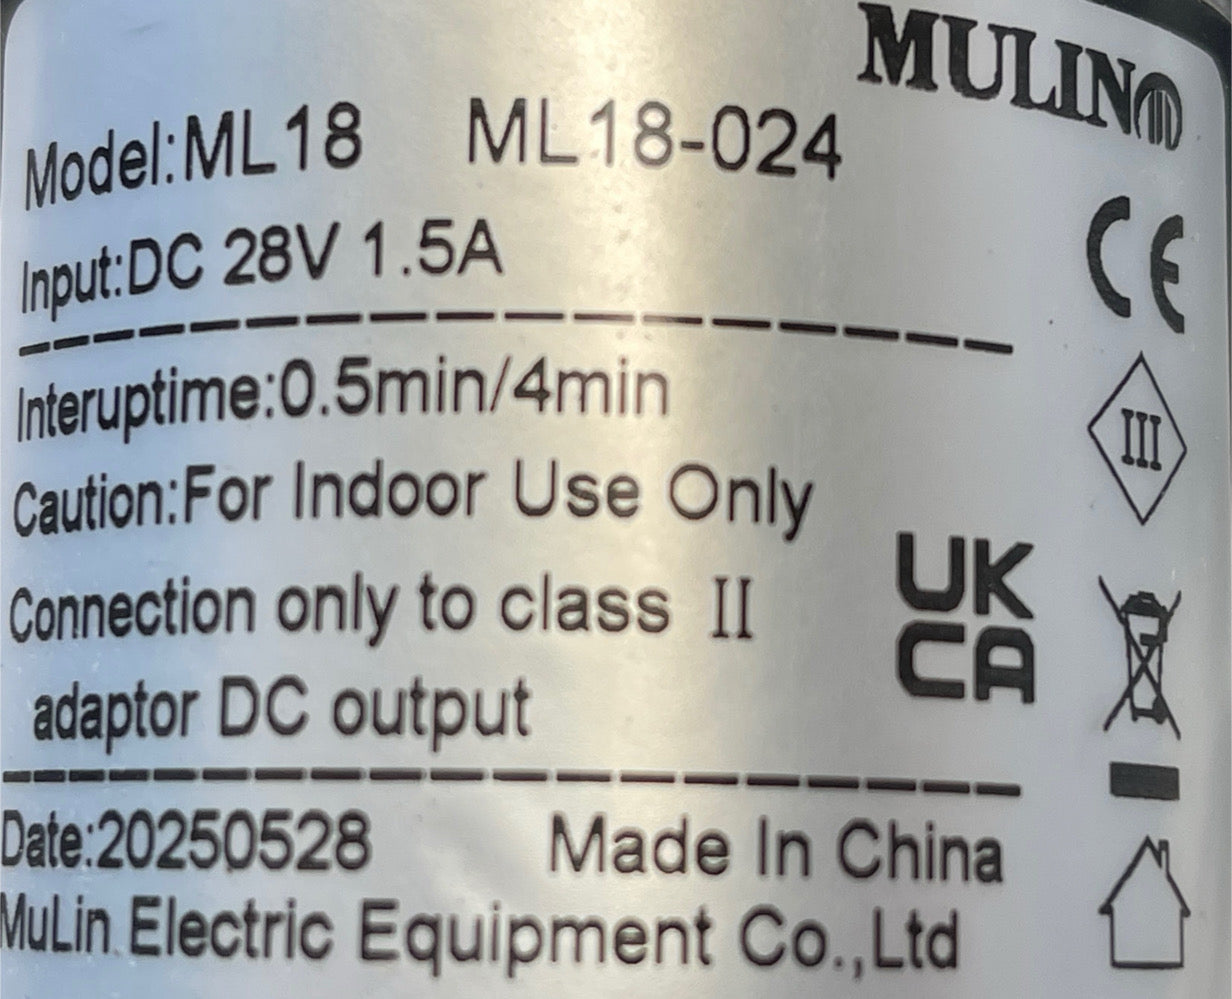 MULIN
Model:ML18 ML18-024
Input:DC 28V 1.5A
CE
Interuptime:0.5min/4min
III
Caution:For Indoor Use Only
Connection only to class II
UK
CA
adaptor DC output
Date:20250528 Made In China
MuLin Electric Equipment Co.,Ltd